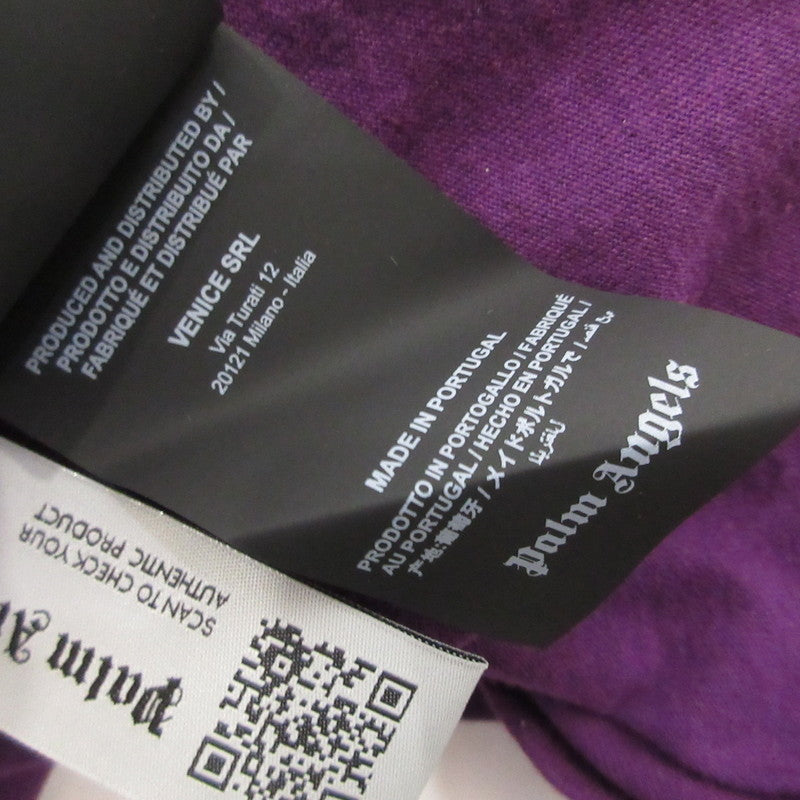 PRODUCED AND DISTRIBUTED BY /
PRODOTTO E DISTRIBUITO DA /
FABRIQUÉ ET DISTRIBUÉ PAR
VENICE SRL
Via Turati 12
20121 Milano - Italia
MADE IN PORTUGAL
PRODOTTO IN PORTOGALLO / FABRIQUÉ
AU PORTUGAL / HECHO EN PORTUGAL /
产地:葡萄牙 / メイドポルトガルで /
Palm Angels
SCAN TO CHECK YOUR
AUTHENTIC PRODUCT
Palm